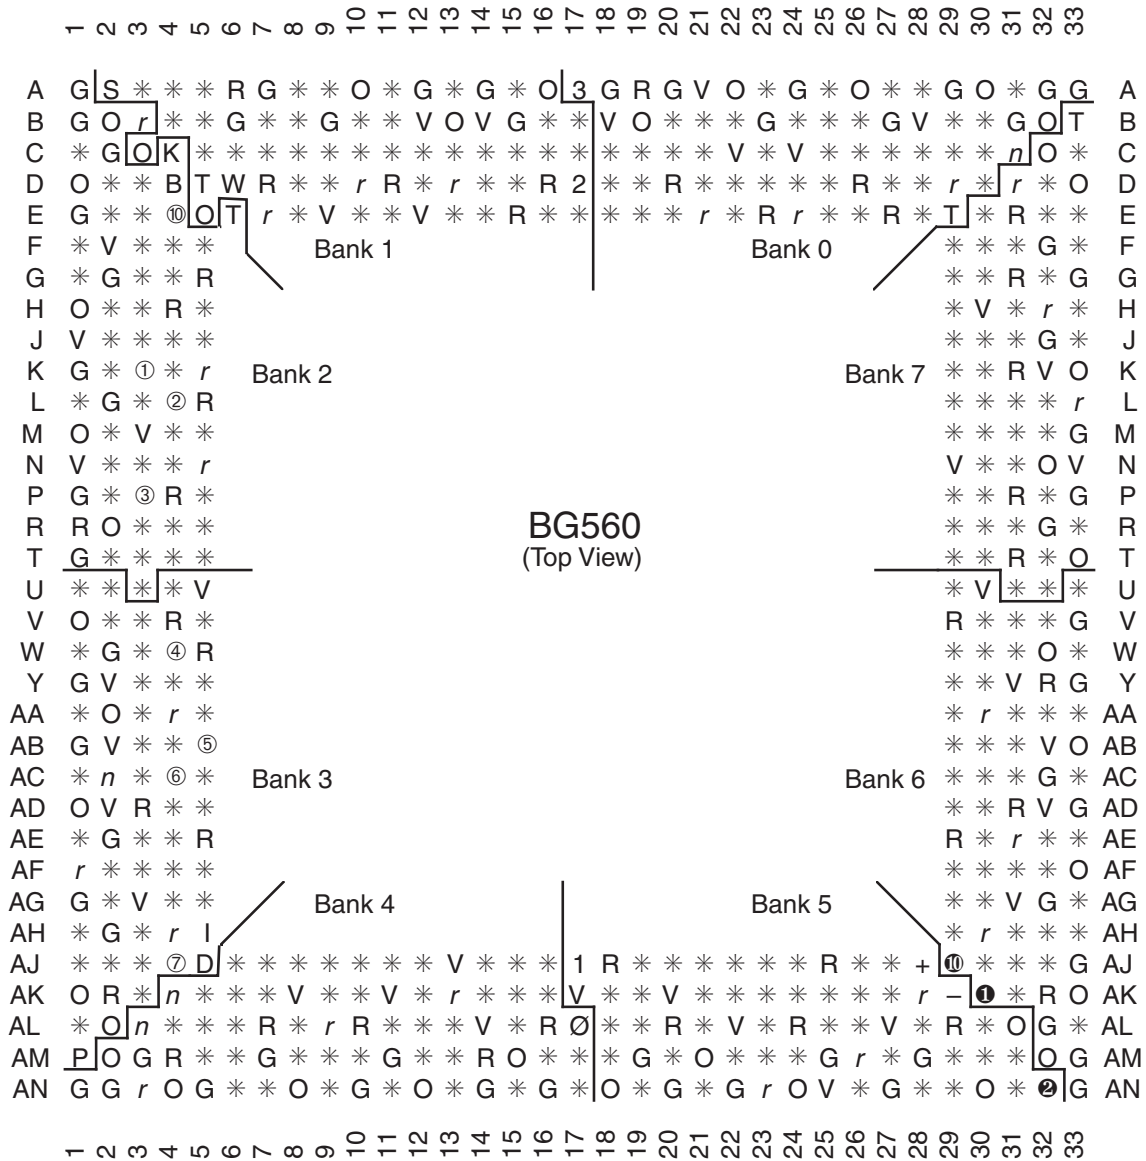 1 2 3 4 5 6 7 8 9 10 11 12 13 14 15 16 17 18 19 20 21 22 23 24 25 26 27 28 29 30 31 32 33
A G S ✳ ✳ ✳ R G ✳ ✳ O ✳ G ✳ G ✳ O 3 G R G V O ✳ G ✳ O ✳ ✳ G O ✳ G G A
B G O r ✳ ✳ G ✳ ✳ G ✳ ✳ V O V G ✳ ✳ V O ✳ ✳ ✳ G ✳ ✳ ✳ G V ✳ ✳ G O T B
C ✳ G O K ✳ ✳ ✳ ✳ ✳ ✳ ✳ ✳ ✳ ✳ ✳ ✳ ✳ ✳ ✳ ✳ ✳ V ✳ V ✳ ✳ ✳ ✳ ✳ ✳ n O ✳ C
D O ✳ ✳ B T W R ✳ ✳ r R ✳ r ✳ ✳ R 2 ✳ ✳ R ✳ ✳ ✳ ✳ ✳ R ✳ ✳ r ✳ r ✳ O D
E G ✳ ✳ ⑩ O T r ✳ V ✳ ✳ V ✳ ✳ R ✳ ✳ ✳ ✳ ✳ r ✳ R r ✳ ✳ R ✳ T ✳ R ✳ ✳ E
F ✳ V ✳ ✳ ✳ Bank 1 Bank 0 ✳ ✳ ✳ G ✳ F
G ✳ G ✳ ✳ R ✳ ✳ R ✳ G G
H O ✳ ✳ R ✳ ✳ V ✳ r ✳ H
J V ✳ ✳ ✳ ✳ ✳ ✳ ✳ G ✳ J
K G ✳ ① ✳ r Bank 2 Bank 7 ✳ ✳ R V O K
L ✳ G ✳ ② R ✳ ✳ ✳ ✳ r L
M O ✳ V ✳ ✳ ✳ ✳ ✳ ✳ G M
N V ✳ ✳ ✳ r V ✳ ✳ O V N
P G ✳ ③ R ✳ ✳ ✳ R ✳ G P
R R O ✳ ✳ ✳ BG560 ✳ ✳ ✳ G ✳ R
T G ✳ ✳ ✳ ✳ (Top View) ✳ ✳ R ✳ O T
U ✳ ✳ ✳ ✳ V ✳ V ✳ ✳ ✳ U
V O ✳ ✳ R ✳ R ✳ ✳ ✳ G V
W ✳ G ✳ ④ R ✳ ✳ ✳ O ✳ W
Y G V ✳ ✳ ✳ ✳ ✳ V R G Y
AA ✳ O ✳ r ✳ ✳ r ✳ ✳ ✳ AA
AB G V ✳ ✳ ⑤ ✳ ✳ ✳ V O AB
AC ✳ n ✳ ⑥ ✳ Bank 3 Bank 6 ✳ ✳ ✳ G ✳ AC
AD O V R ✳ ✳ ✳ ✳ R V G AD
AE ✳ G ✳ ✳ R R ✳ r ✳ ✳ AE
AF r ✳ ✳ ✳ ✳ ✳ ✳ ✳ ✳ O AF
AG G ✳ V ✳ ✳ Bank 4 Bank 5 ✳ ✳ V G ✳ AG
AH ✳ G ✳ r I ✳ r ✳ ✳ ✳ AH
AJ ✳ ✳ ✳ ⑦ D ✳ ✳ ✳ ✳ ✳ ✳ ✳ V ✳ ✳ ✳ 1 R ✳ ✳ ✳ ✳ ✳ ✳ R ✳ ✳ + ❿ ✳ ✳ ✳ G AJ
AK O R ✳ n ✳ ✳ ✳ V ✳ ✳ V ✳ r ✳ ✳ ✳ V ✳ ✳ V ✳ ✳ ✳ ✳ ✳ ✳ ✳ r – ❶ ✳ R O AK
AL ✳ O n ✳ ✳ ✳ R ✳ r R ✳ ✳ ✳ V ✳ R Ø ✳ ✳ R ✳ V ✳ R ✳ ✳ V ✳ R ✳ O G ✳ AL
AM P O G R ✳ ✳ G ✳ ✳ ✳ G ✳ ✳ R O ✳ ✳ ✳ G ✳ O ✳ ✳ ✳ G r ✳ G ✳ ✳ ✳ O G AM
AN G G r O G ✳ ✳ O ✳ G ✳ O ✳ G ✳ G ✳ O ✳ G ✳ G r O V ✳ G ✳ ✳ O ✳ ❷ G AN
1 2 3 4 5 6 7 8 9 10 11 12 13 14 15 16 17 18 19 20 21 22 23 24 25 26 27 28 29 30 31 32 33